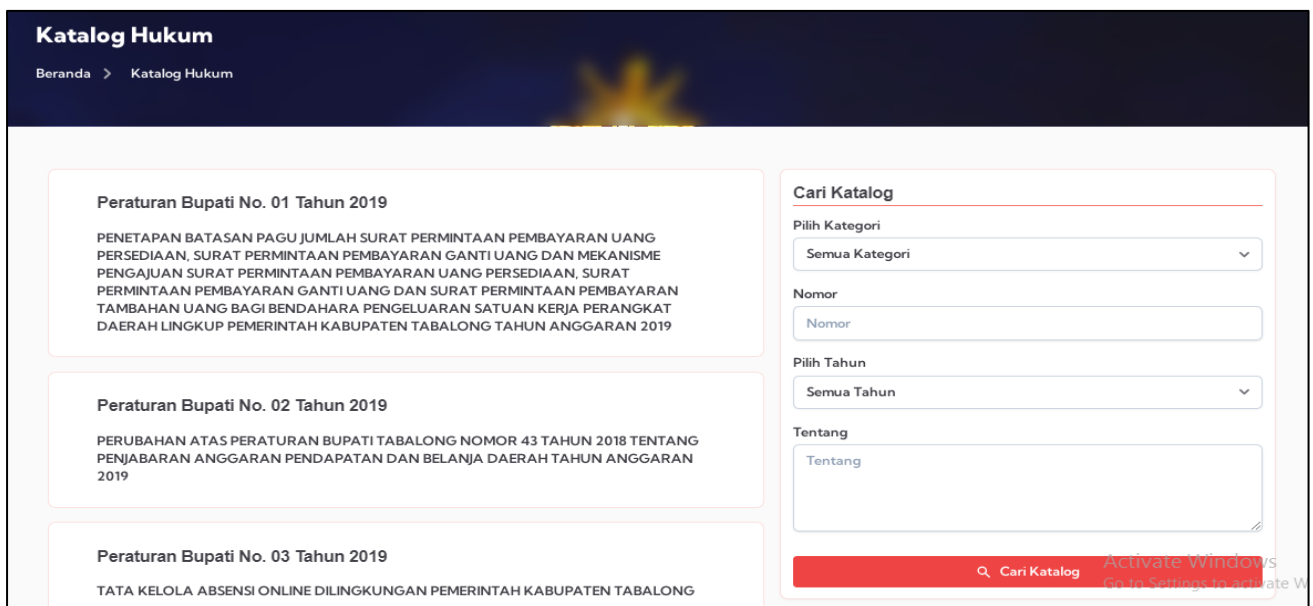 Katalog Hukum
Beranda > Katalog Hukum
Peraturan Bupati No. 01 Tahun 2019
PENETAPAN BATASAN PAGU JUMLAH SURAT PERMINTAAN PEMBAYARAN UANG
PERSEDIAAN, SURAT PERMINTAAN PEMBAYARAN GANTI UANG DAN MEKANISME
PENGAJUAN SURAT PERMINTAAN PEMBAYARAN UANG PERSEDIAAN, SURAT
PERMINTAAN PEMBAYARAN GANTI UANG DAN SURAT PERMINTAAN PEMBAYARAN
TAMBAHAN UANG BAGI BENDAHARA PENGELUARAN SATUAN KERJA PERANGKAT
DAERAH LINGKUP PEMERINTAH KABUPATEN TABALONG TAHUN ANGGARAN 2019
Peraturan Bupati No. 02 Tahun 2019
PERUBAHAN ATAS PERATURAN BUPATI TABALONG NOMOR 43 TAHUN 2018 TENTANG
PENJABARAN ANGGARAN PENDAPATAN DAN BELANJA DAERAH TAHUN ANGGARAN
2019
Peraturan Bupati No. 03 Tahun 2019
TATA KELOLA ABSENSI ONLINE DILINGKUNGAN PEMERINTAH KABUPATEN TABALONG
Cari Katalog
Pilih Kategori
Semua Kategori
Nomor
Nomor
Pilih Tahun
Semua Tahun
Tentang
Tentang
Cari Katalog
Activate Windows
Go to Settings to activate W